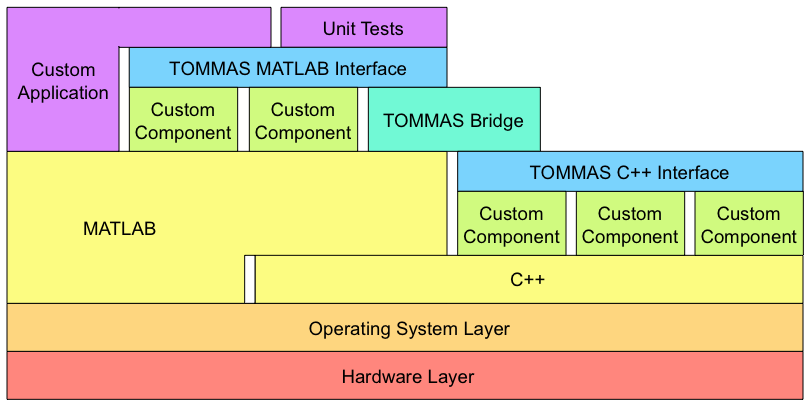 Unit Tests
Custom
Application
TOMMAS MATLAB Interface
Custom
Component
Custom
Component
TOMMAS Bridge
TOMMAS C++ Interface
MATLAB
Custom
Component
Custom
Component
Custom
Component
C++
Operating System Layer
Hardware Layer